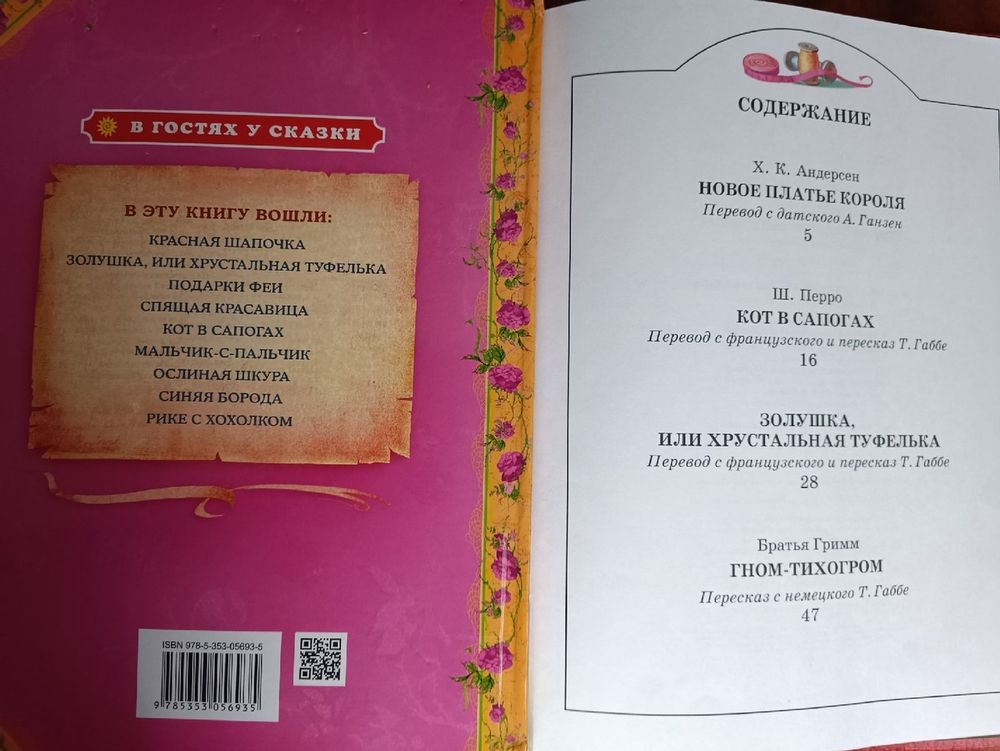 В ГОСТЯХ У СКАЗКИ
В ЭТУ КНИГУ ВОШЛИ:
КРАСНАЯ ШАПОЧКА
ЗОЛУШКА, ИЛИ ХРУСТАЛЬНАЯ ТУФЕЛЬКА
ПОДАРКИ ФЕИ
СПЯЩАЯ КРАСАВИЦА
КОТ В САПОГАХ
МАЛЬЧИК-С-ПАЛЬЧИК
ОСЛИНАЯ ШКУРА
СИНЯЯ БОРОДА
РИКЕ С ХОХОЛКОМ
ISBN 978-5-353-05693-5
9 785353 056935
СОДЕРЖАНИЕ
Х. К. Андерсен
НОВОЕ ПЛАТЬЕ КОРОЛЯ
Перевод с датского А. Ганзен
5
Ш. Перро
КОТ В САПОГАХ
Перевод с французского и пересказ Т. Габбе
16
ЗОЛУШКА,
ИЛИ ХРУСТАЛЬНАЯ ТУФЕЛЬКА
Перевод с французского и пересказ Т. Габбе
28
Братья Гримм
ГНОМ-ТИХОГРОМ
Пересказ с немецкого Т. Габбе
47